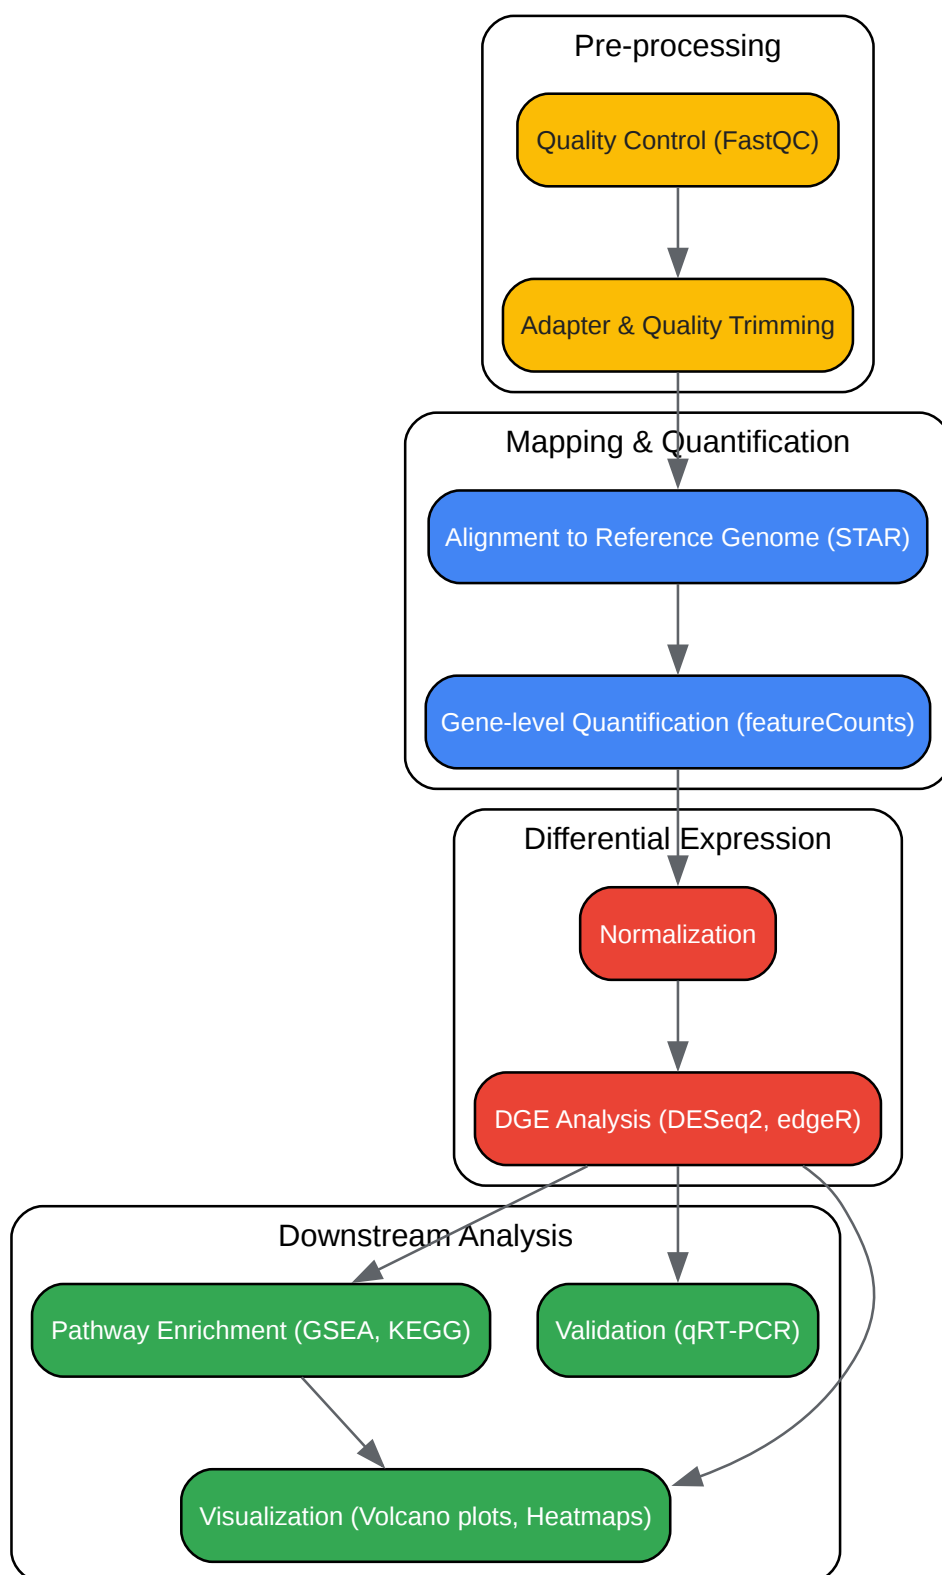 Pre-processing
Quality Control (FastQC)
Adapter & Quality Trimming
Mapping & Quantification
Alignment to Reference Genome (STAR)
Gene-level Quantification (featureCounts)
Differential Expression
Normalization
DGE Analysis (DESeq2, edgeR)
Downstream Analysis
Pathway Enrichment (GSEA, KEGG)
Validation (qRT-PCR)
Visualization (Volcano plots, Heatmaps)